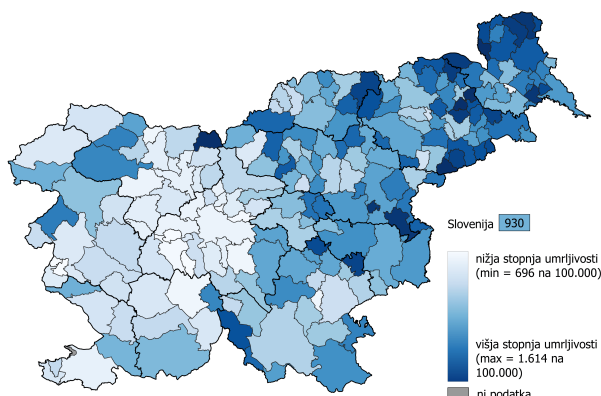 Slovenija 930
nižja stopnja umrljivosti
(min = 696 na 100.000)
višja stopnja umrljivosti
(max = 1.614 na
100.000)
ni podatka